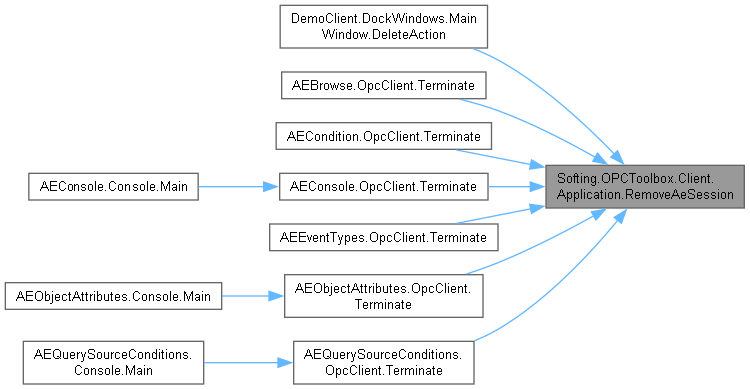 DemoClient.DockWindows.Main
Window.DeleteAction
AEBrowse.OpcClient.Terminate
AECondition.OpcClient.Terminate
Softing.OPCToolbox.Client.
Application.RemoveAeSession
AEConsole.Console.Main
AEConsole.OpcClient.Terminate
AEEventTypes.OpcClient.Terminate
AEObjectAttributes.Console.Main
AEObjectAttributes.OpcClient.
Terminate
AEQuerySourceConditions.
Console.Main
AEQuerySourceConditions.
OpcClient.Terminate